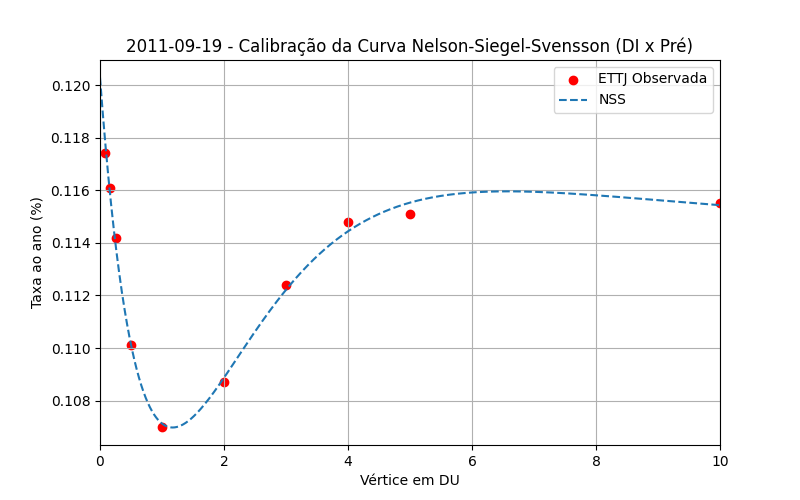 2011-09-19 - Calibração da Curva Nelson-Siegel-Svensson (DI x Pré)
ETTJ Observada
NSS
Taxa ao ano (%)
0.120
0.118
0.116
0.114
0.112
0.110
0.108
0 2 4 6 8 10
Vértice em DU